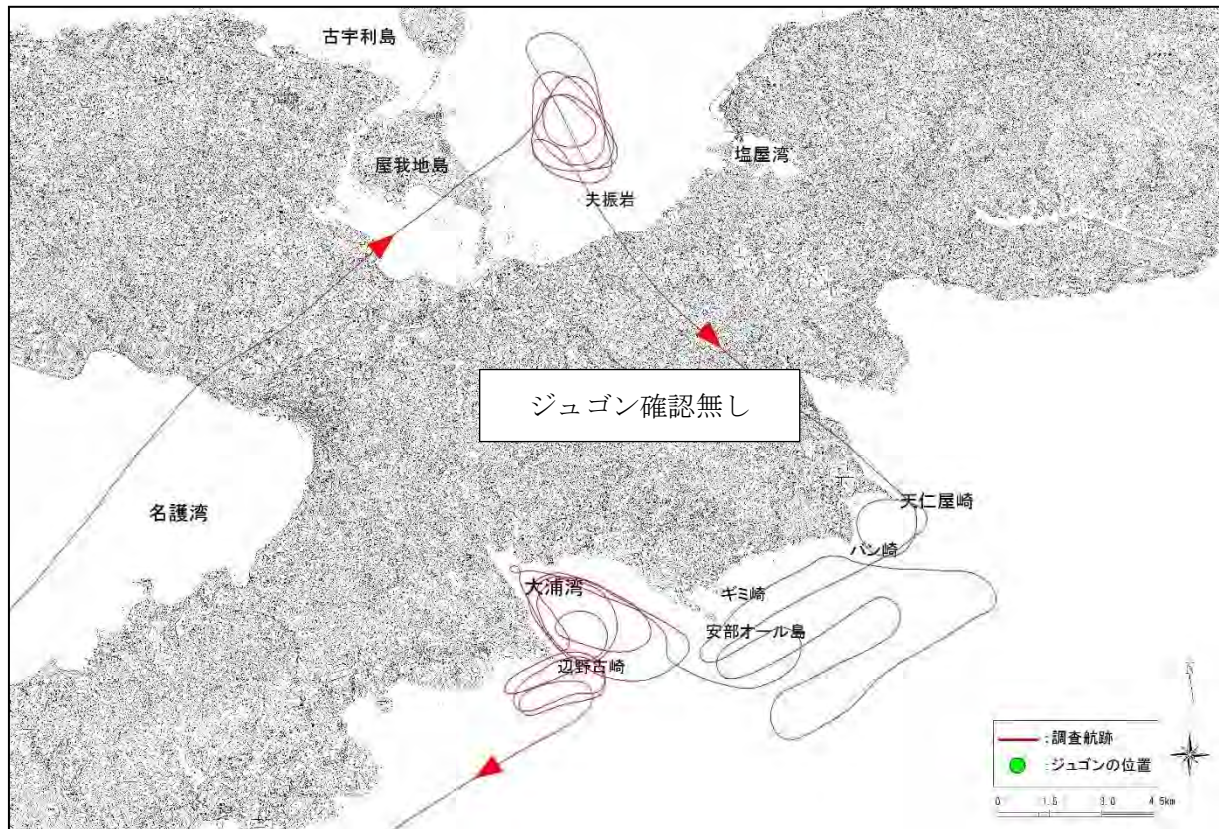 古宇利島
屋我地島
塩屋湾
夫振岩
ジュゴン確認無し
名護湾
天仁屋崎
バン崎
大浦湾
ギミ崎
安部オール島
辺野古崎
N
:調査航跡
:ジュゴンの位置
0 1.5 3.0 4.5km